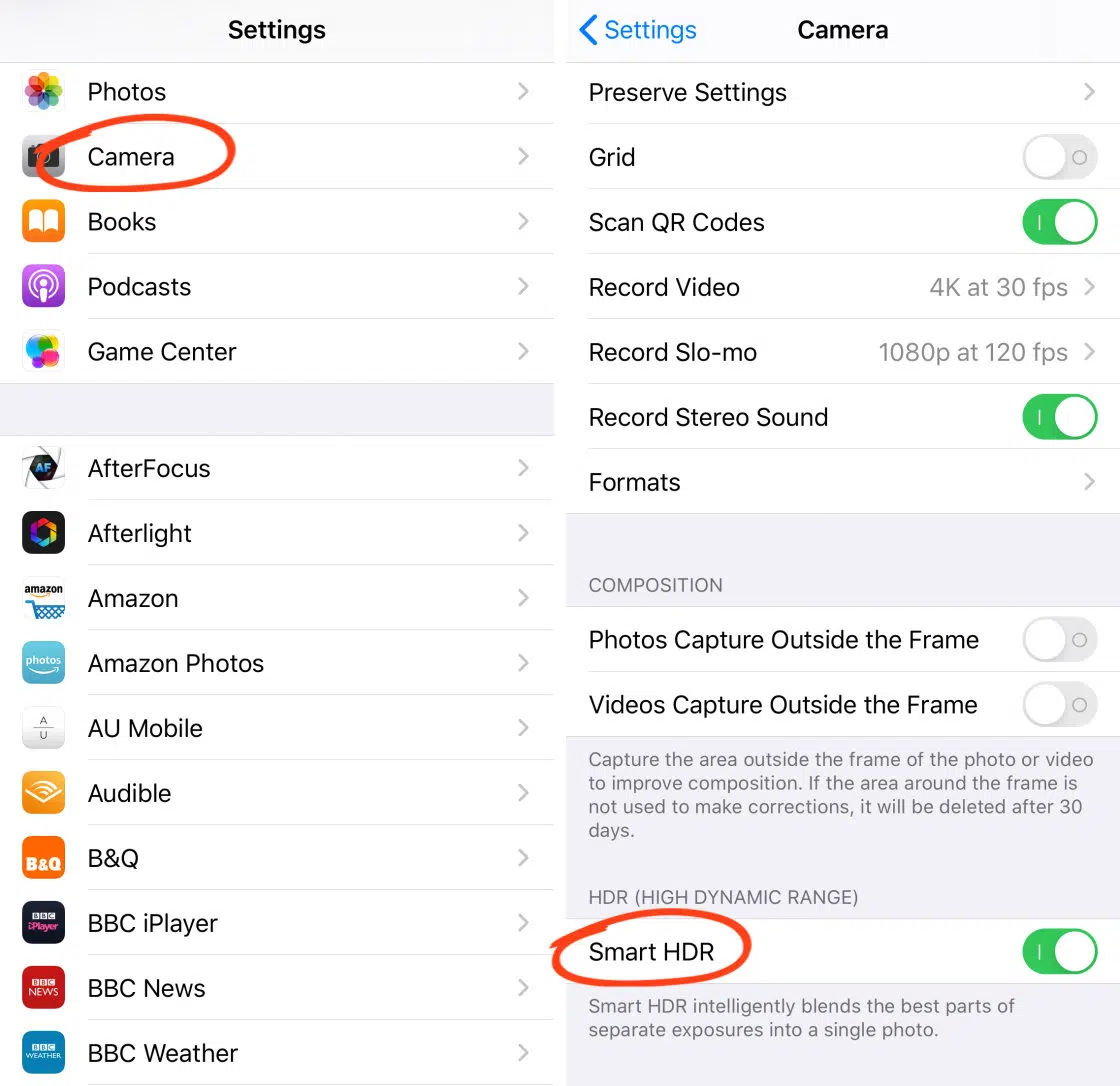 Settings
Photos
Camera
Books
Podcasts
Game Center
AF
AfterFocus
Afterlight
amazon
Amazon
photos
Amazon Photos
A
U
AU Mobile
Audible
B&Q
B&Q
BBC
iPlayer
BBC iPlayer
BBC
NEWS
BBC News
BBC
WEATHER
BBC Weather
Settings
Camera
Preserve Settings
Grid
Scan QR Codes
Record Video 4K at 30 fps
Record Slo-mo 1080p at 120 fps
Record Stereo Sound
Formats
COMPOSITION
Photos Capture Outside the Frame
Videos Capture Outside the Frame
Capture the area outside the frame of the photo or video
to improve composition. If the area around the frame is
not used to make corrections, it will be deleted after 30
days.
HDR (HIGH DYNAMIC RANGE)
Smart HDR
Smart HDR intelligently blends the best parts of
separate exposures into a single photo.